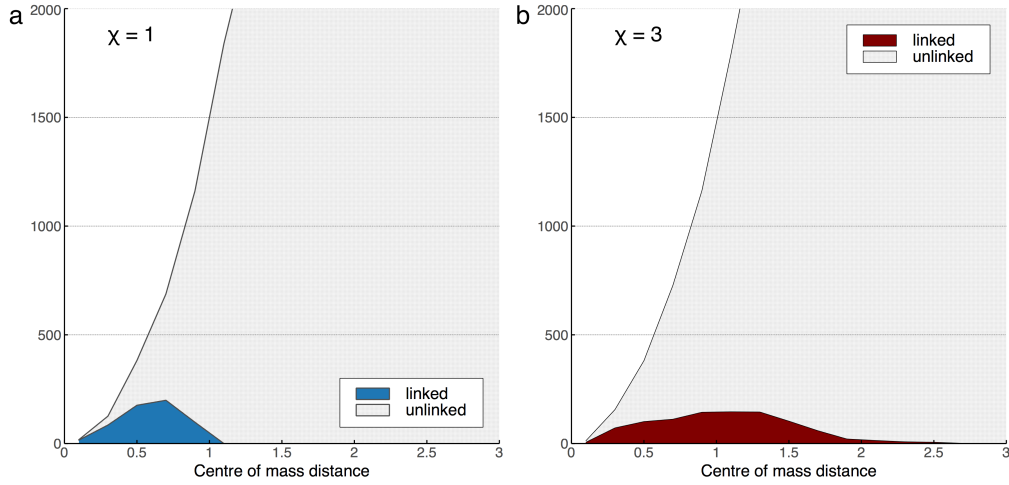 a
χ = 1
2000
1500
1000
500
0
0
0.5
1
1.5
2
2.5
3
Centre of mass distance
linked
unlinked
b
χ = 3
2000
1500
1000
500
0
0
0.5
1
1.5
2
2.5
3
Centre of mass distance
linked
unlinked